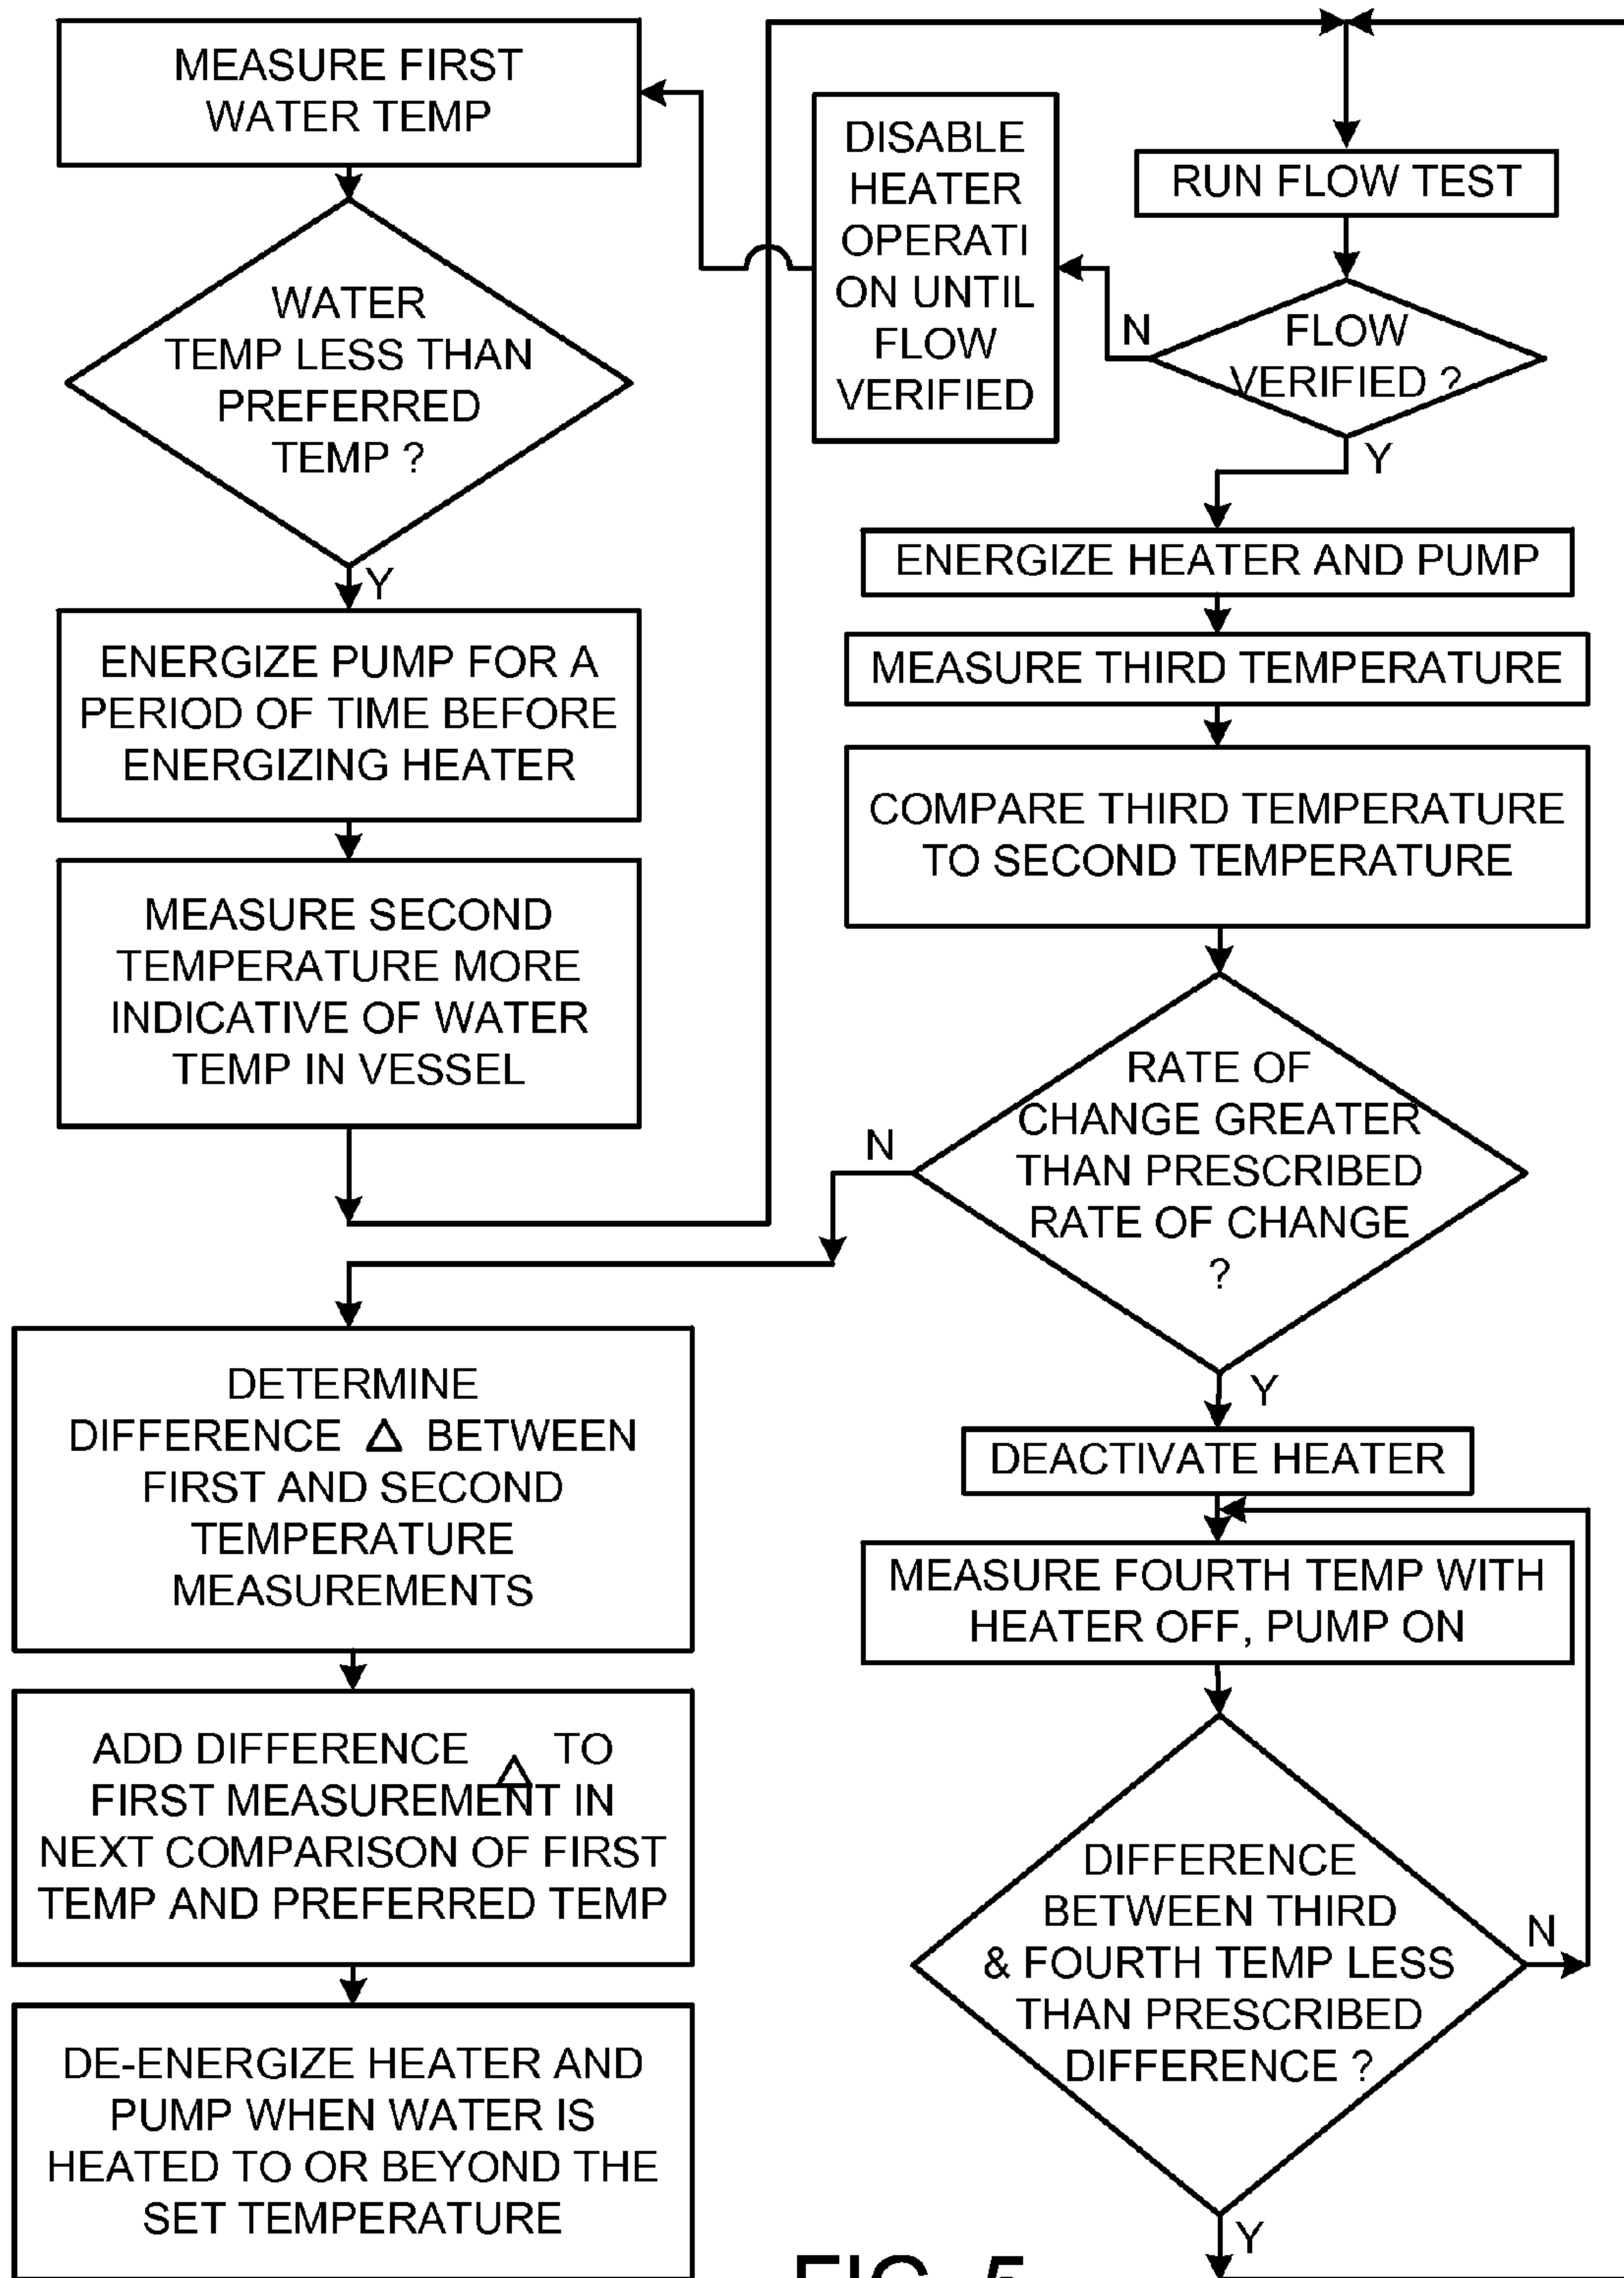 MEASURE FIRST
WATER TEMP
WATER
TEMP LESS THAN
PREFERRED
TEMP ?
Y
ENERGIZE PUMP FOR A
PERIOD OF TIME BEFORE
ENERGIZING HEATER
MEASURE SECOND
TEMPERATURE MORE
INDICATIVE OF WATER
TEMP IN VESSEL
DISABLE
HEATER
OPERATI
ON UNTIL
FLOW
VERIFIED
RUN FLOW TEST
FLOW
VERIFIED ?
N
Y
ENERGIZE HEATER AND PUMP
MEASURE THIRD TEMPERATURE
COMPARE THIRD TEMPERATURE
TO SECOND TEMPERATURE
RATE OF
CHANGE GREATER
THAN PRESCRIBED
RATE OF CHANGE
?
N
Y
DETERMINE
DIFFERENCE △ BETWEEN
FIRST AND SECOND
TEMPERATURE
MEASUREMENTS
ADD DIFFERENCE △ TO
FIRST MEASUREMENT IN
NEXT COMPARISON OF FIRST
TEMP AND PREFERRED TEMP
DE-ENERGIZE HEATER AND
PUMP WHEN WATER IS
HEATED TO OR BEYOND THE
SET TEMPERATURE
DEACTIVATE HEATER
MEASURE FOURTH TEMP WITH
HEATER OFF, PUMP ON
DIFFERENCE
BETWEEN THIRD
& FOURTH TEMP LESS
THAN PRESCRIBED
DIFFERENCE ?
N
Y
FIG. 5